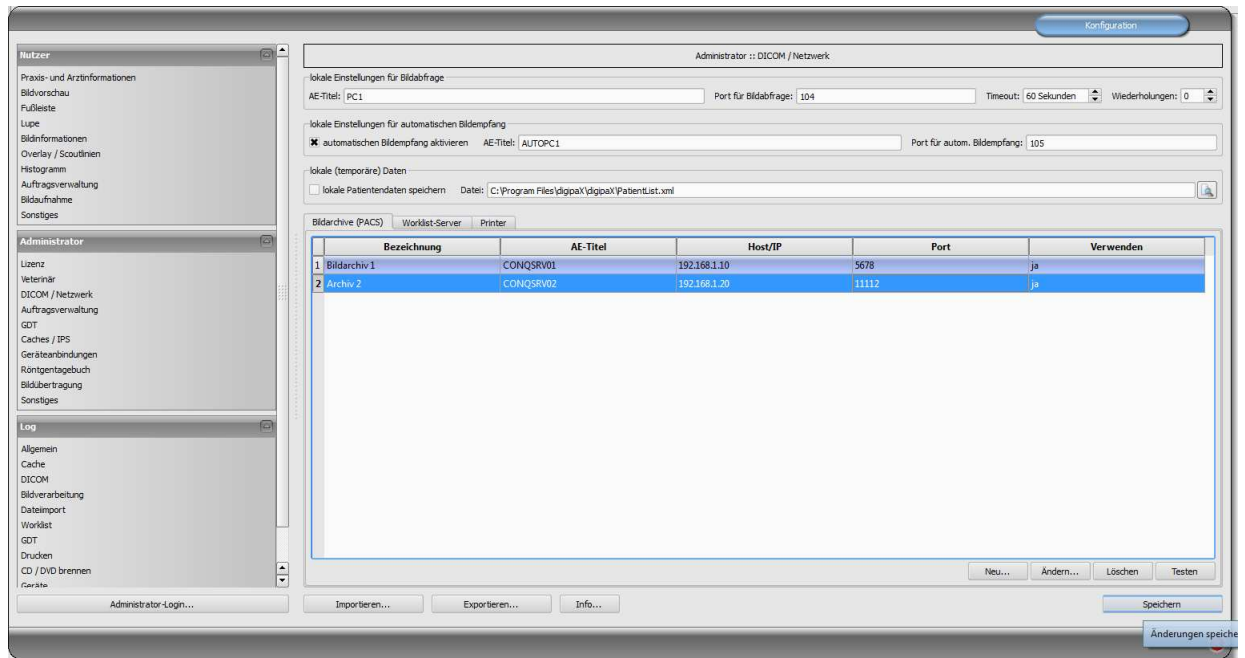 Konfiguration
Nutzer
Praxis- und Arztinformationen
Bildvorschau
Fußleiste
Lupe
Bildinformationen
Overlay / Scoutlinien
Histogramm
Auftragsverwaltung
Bildaufnahme
Sonstiges
Administrator
Lizenz
Veterinär
DICOM / Netzwerk
Auftragsverwaltung
GDT
Caches / IPS
Geräteanbindungen
Röntgentagebuch
Bildübertragung
Sonstiges
Log
Allgemein
Cache
DICOM
Bildverarbeitung
Dateiimport
Worklist
GDT
Drucken
CD / DVD brennen
Geräte
Administrator-Login...
Administrator :: DICOM / Netzwerk
lokale Einstellungen für Bildabfrage
AE-Titel: PC1 Port für Bildabfrage: 104 Timeout: 60 Sekunden Wiederholungen: 0
lokale Einstellungen für automatischen Bildempfang
automatischen Bildempfang aktivieren AE-Titel: AUTOPC1 Port für autom. Bildempfang: 105
lokale (temporäre) Daten
lokale Patientendaten speichern Datei: C:\Program Files\digipaX\digipaX\PatientList.xml
Bildarchive (PACS) Worklist-Server Printer
Bezeichnung AE-Titel Host/IP Port Verwenden
1 Bildarchiv 1 CONQSRV01 192.168.1.10 5678 ja
2 Archiv 2 CONQSRV02 192.168.1.20 11112 ja
Neu... Ändern... Löschen Testen
Importieren... Exportieren... Info... Speichern
Änderungen speiche